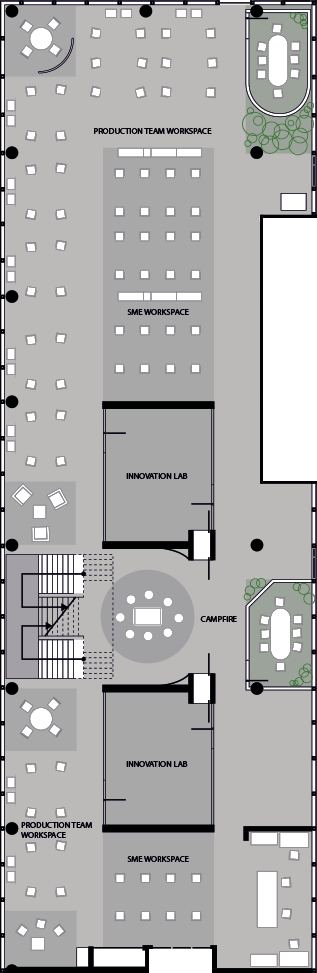 PRODUCTION TEAM WORKSPACE
SME WORKSPACE
INNOVATION LAB
CAMPFIRE
INNOVATION LAB
PRODUCTION TEAM
WORKSPACE
SME WORKSPACE